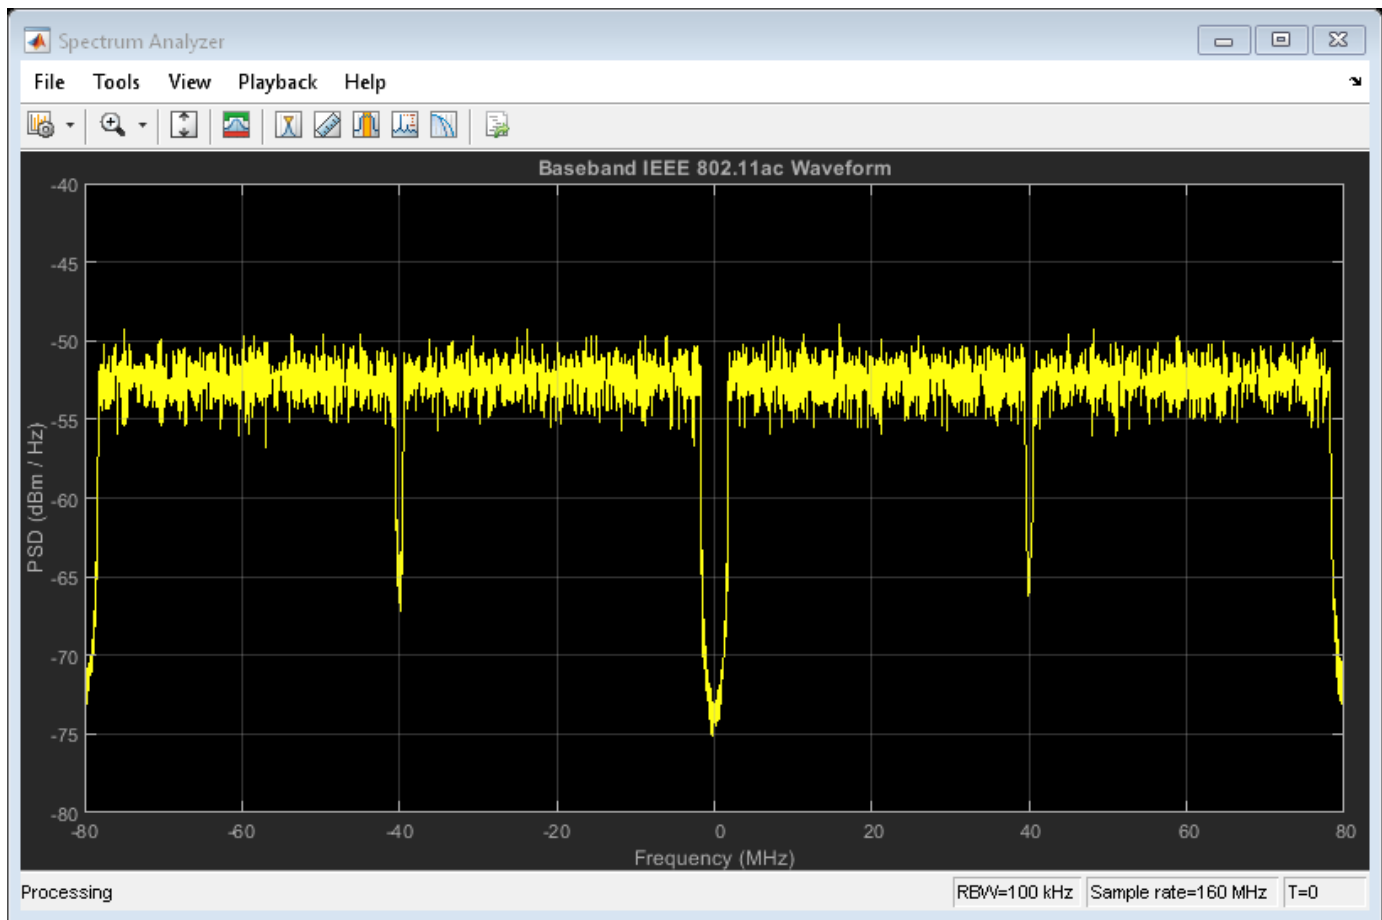 Spectrum Analyzer
File Tools View Playback Help
Baseband IEEE 802.11ac Waveform
-40
-45
-50
-55
-60
-65
-70
-75
-80
PSD (dBm / Hz)
-80 -60 -40 -20 0 20 40 60 80
Frequency (MHz)
Processing RBW=100 kHz Sample rate=160 MHz T=0